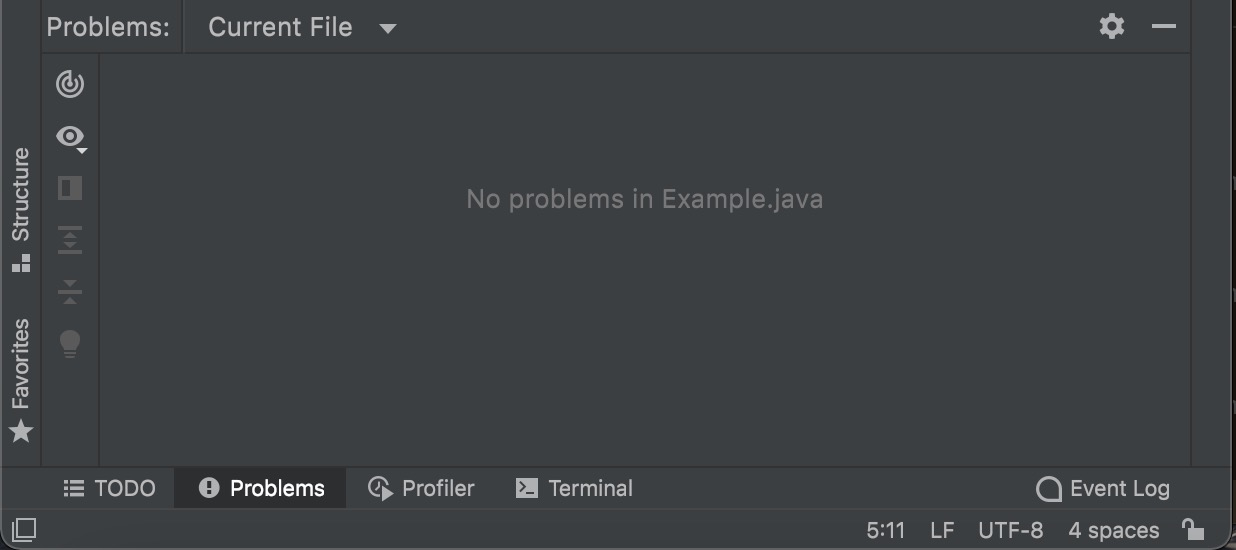 Problems: Current File
Structure
Favorites
No problems in Example.java
TODO Problems Profiler Terminal Event Log
5:11 LF UTF-8 4 spaces